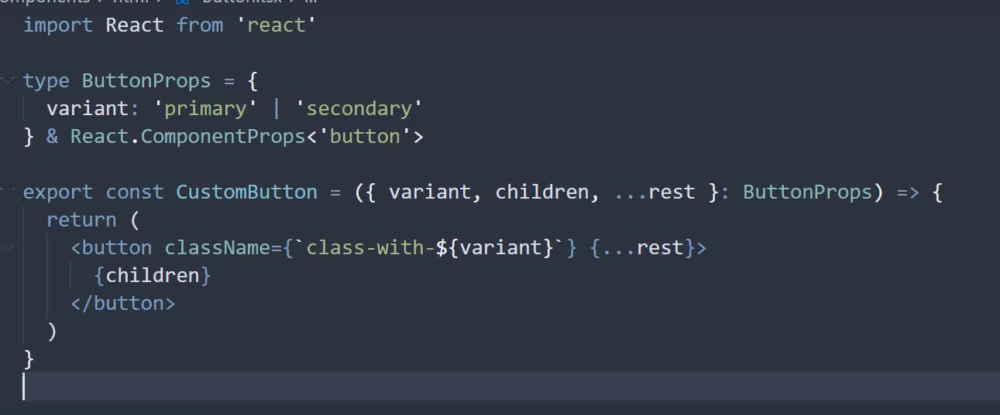 import React from 'react'
type ButtonProps = {
variant: 'primary' | 'secondary'
} & React.ComponentProps<'button'>
export const CustomButton = ({ variant, children, ...rest }: ButtonProps) => {
return (
<button className={`class-with-${variant}`} {...rest}>
{children}
</button>
)
}